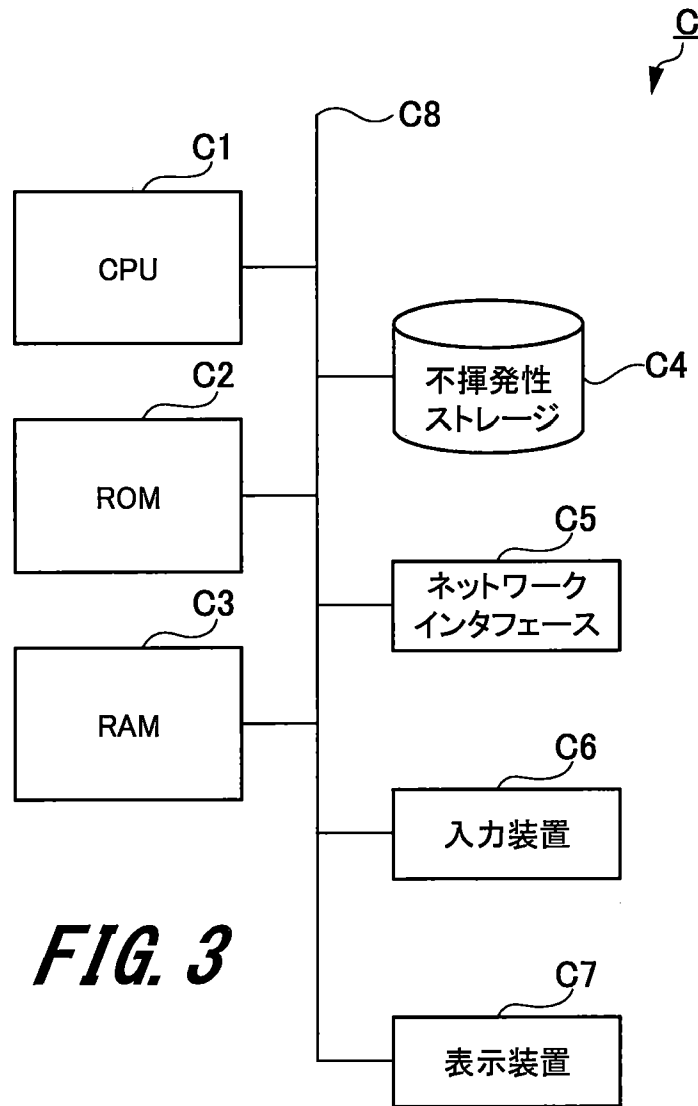 C
C8
C1
CPU
不揮発性
ストレージ
C4
C2
ROM
C5
ネットワーク
インタフェース
C3
RAM
C6
入力装置
FIG. 3
C7
表示装置